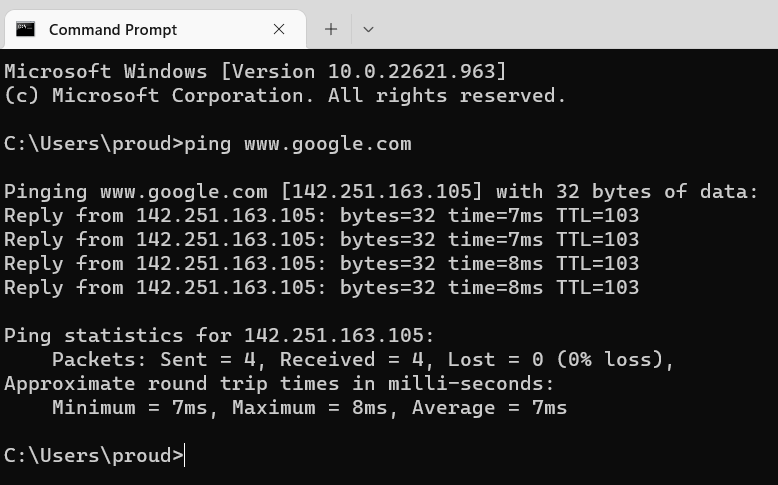 Command Prompt
Microsoft Windows [Version 10.0.22621.963]
(c) Microsoft Corporation. All rights reserved.
C:\Users\proud>ping www.google.com
Pinging www.google.com [142.251.163.105] with 32 bytes of data:
Reply from 142.251.163.105: bytes=32 time=7ms TTL=103
Reply from 142.251.163.105: bytes=32 time=7ms TTL=103
Reply from 142.251.163.105: bytes=32 time=8ms TTL=103
Reply from 142.251.163.105: bytes=32 time=8ms TTL=103
Ping statistics for 142.251.163.105:
    Packets: Sent = 4, Received = 4, Lost = 0 (0% loss),
Approximate round trip times in milli-seconds:
    Minimum = 7ms, Maximum = 8ms, Average = 7ms
C:\Users\proud>